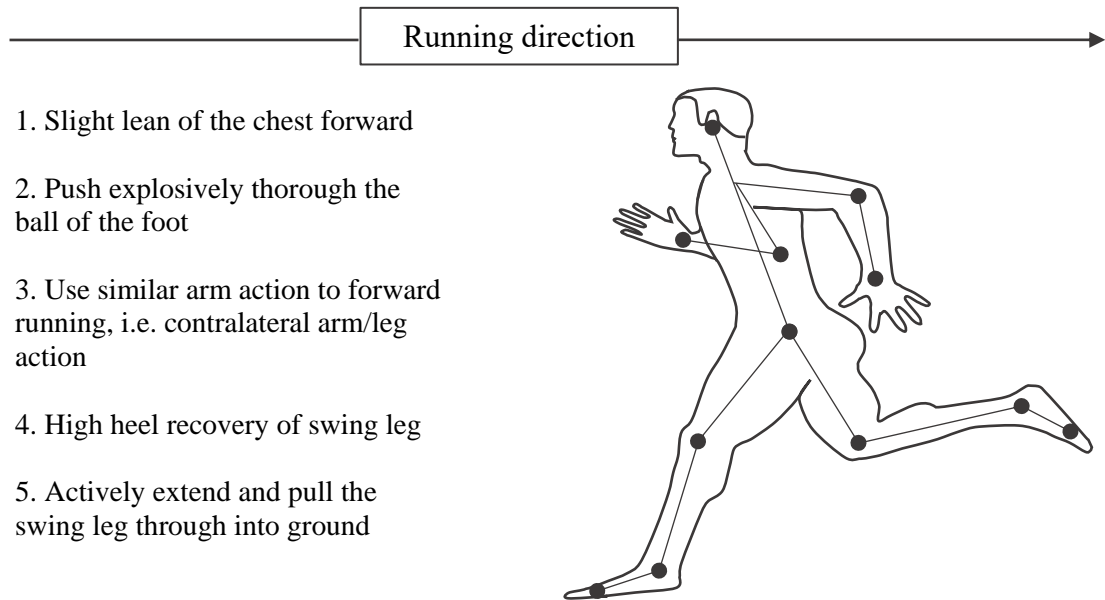 Running direction
1. Slight lean of the chest forward
2. Push explosively thorough the
ball of the foot
3. Use similar arm action to forward
running, i.e. contralateral arm/leg
action
4. High heel recovery of swing leg
5. Actively extend and pull the
swing leg through into ground